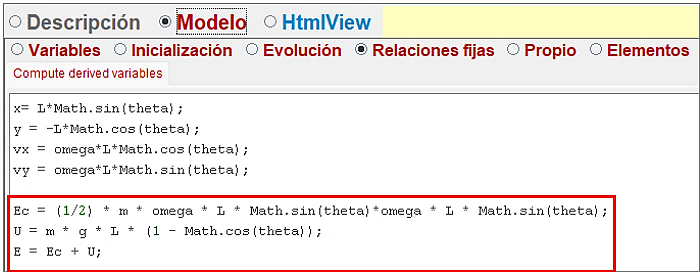 Descripción Modelo HtmlView
Variables Inicialización Evolución Relaciones fijas Propio Elementos
Compute derived variables
x= L*Math.sin(theta);
y = -L*Math.cos(theta);
vx = omega*L*Math.cos(theta);
vy = omega*L*Math.sin(theta);
Ec = (1/2) * m * omega * L * Math.sin(theta)*omega * L * Math.sin(theta);
U = m * g * L * (1 - Math.cos(theta));
E = Ec + U;